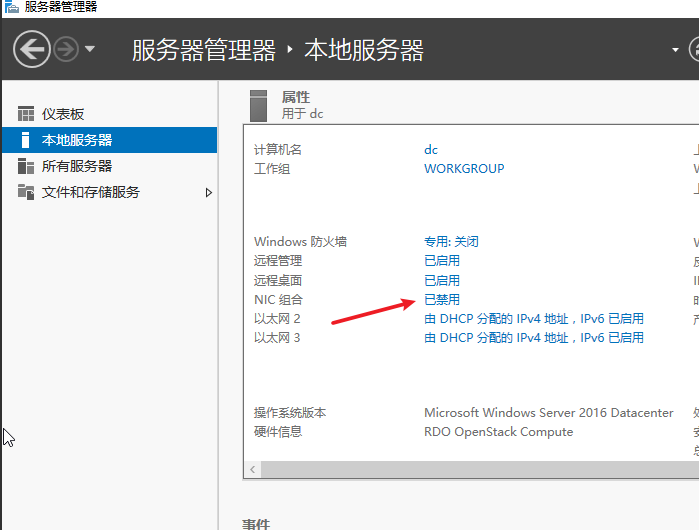 服务器管理器
服务器管理器 · 本地服务器
仪表板
本地服务器
所有服务器
文件和存储服务
属性
用于 dc
计算机名 dc
工作组 WORKGROUP
Windows 防火墙 专用: 关闭
远程管理 已启用
远程桌面 已启用
NIC 组合 已禁用
以太网 2 由 DHCP 分配的 IPv4 地址，IPv6 已启用
以太网 3 由 DHCP 分配的 IPv4 地址，IPv6 已启用
操作系统版本 Microsoft Windows Server 2016 Datacenter
硬件信息 RDO OpenStack Compute
事件